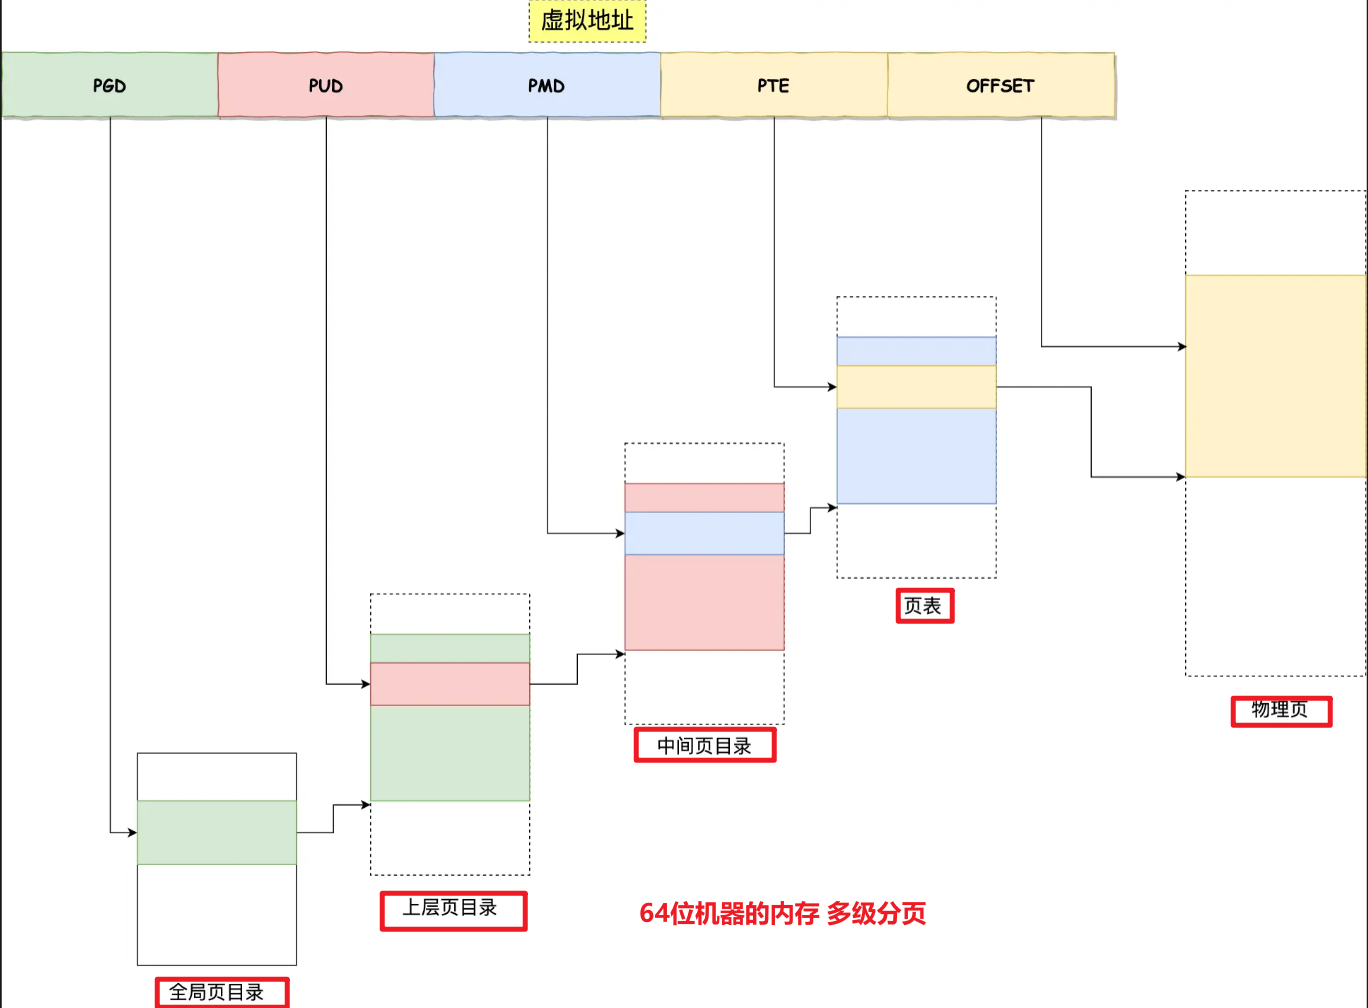 虚拟地址
PGD
PUD
PMD
PTE
OFFSET
页表
物理页
中间页目录
上层页目录
64位机器的内存 多级分页
全局页目录